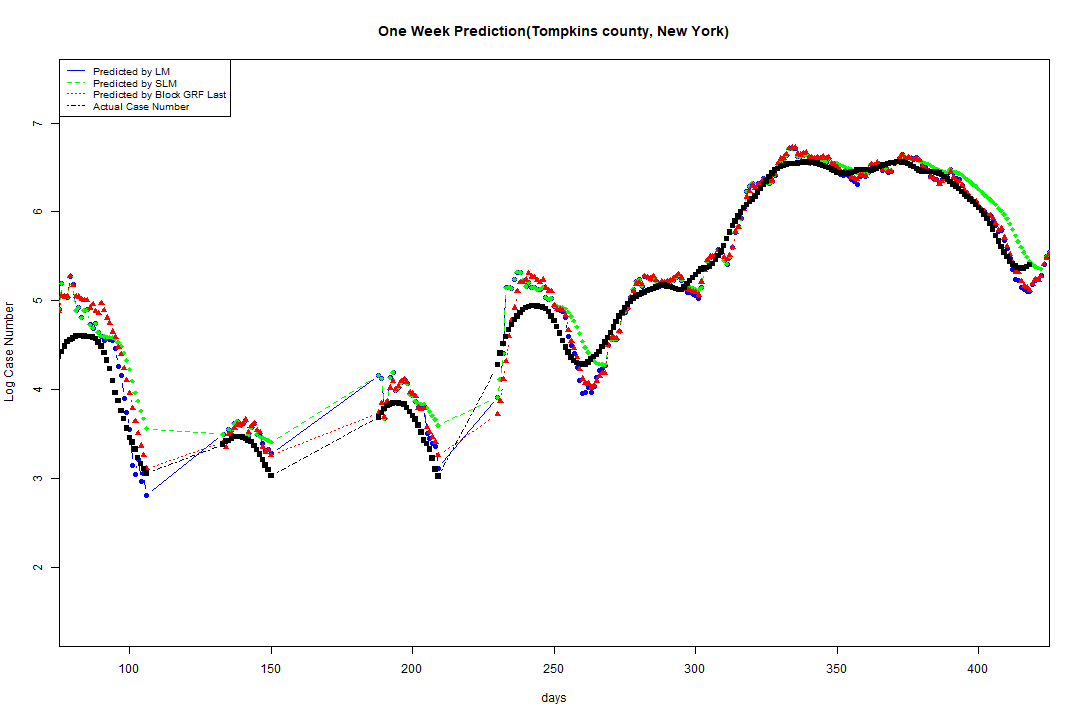 One Week Prediction(Tompkins county, New York)
Predicted by LM
Predicted by SLM
Predicted by Block GRF Last
Actual Case Number
Log Case Number
7
6
5
4
3
2
100 150 200 250 300 350 400
days